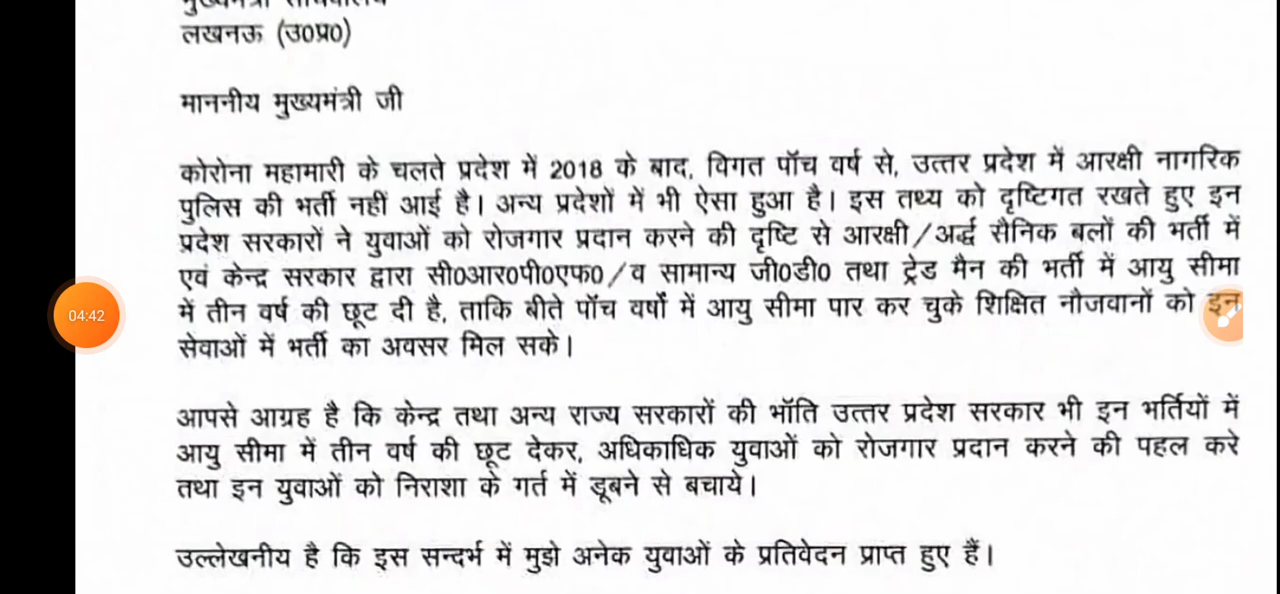 मुख्यमंत्री सचिवालय
लखनऊ (उ0प्र0)
माननीय मुख्यमंत्री जी
कोरोना महामारी के चलते प्रदेश में 2018 के बाद, विगत पॉच वर्ष से, उत्तर प्रदेश में आरक्षी नागरिक
पुलिस की भर्ती नहीं आई है। अन्य प्रदेशों में भी ऐसा हुआ है। इस तथ्य को दृष्टिगत रखते हुए इन
प्रदेश सरकारों ने युवाओं को रोजगार प्रदान करने की दृष्टि से आरक्षी/अर्द्ध सैनिक बलों की भर्ती में
एवं केन्द्र सरकार द्वारा सी0आर0पी0एफ0/व सामान्य जी0डी0 तथा ट्रेड मैन की भर्ती में आयु सीमा
में तीन वर्ष की छूट दी है, ताकि बीते पॉच वर्षों में आयु सीमा पार कर चुके शिक्षित नौजवानों को इन
सेवाओं में भर्ती का अवसर मिल सके।
आपसे आग्रह है कि केन्द्र तथा अन्य राज्य सरकारों की भॉति उत्तर प्रदेश सरकार भी इन भर्तियों में
आयु सीमा में तीन वर्ष की छूट देकर, अधिकाधिक युवाओं को रोजगार प्रदान करने की पहल करे
तथा इन युवाओं को निराशा के गर्त में डूबने से बचाये।
उल्लेखनीय है कि इस सन्दर्भ में मुझे अनेक युवाओं के प्रतिवेदन प्राप्त हुए हैं।
04:42